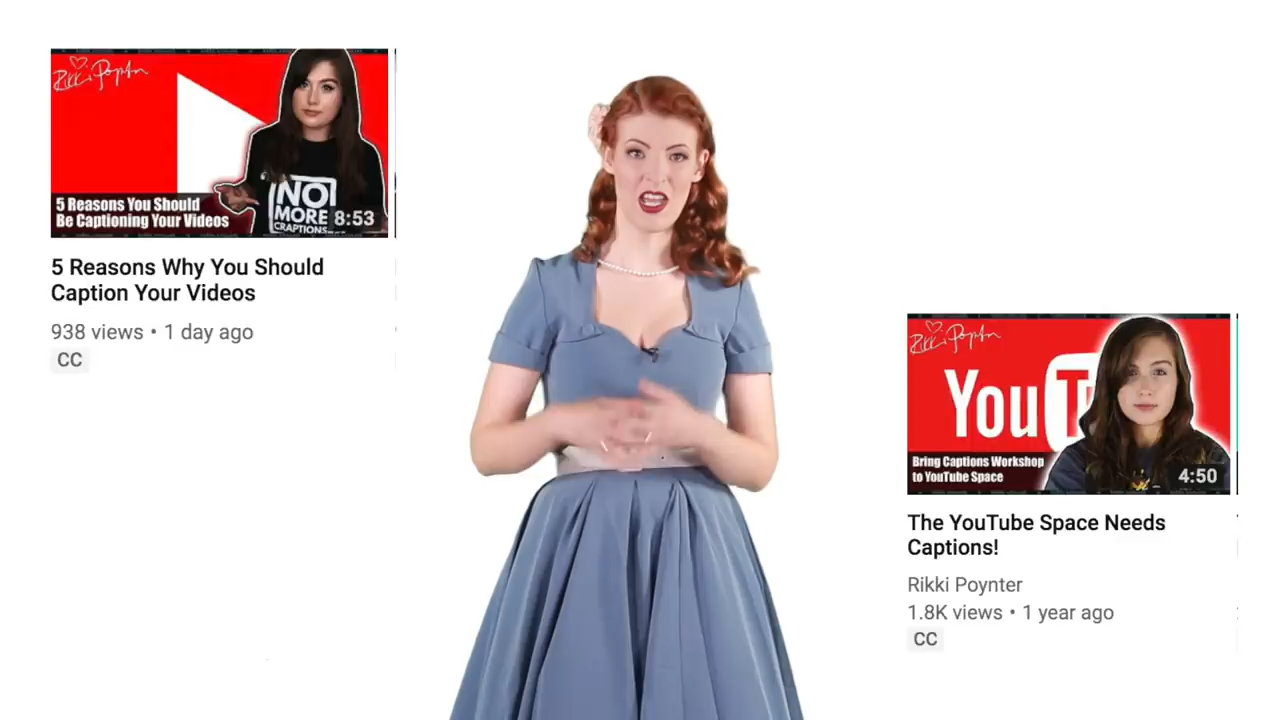 Rikki Poynter
5 Reasons You Should
Be Captioning Your Videos
NO
MORE
CRAPTIONS
8:53
5 Reasons Why You Should
Caption Your Videos
938 views • 1 day ago
CC
Rikki Poynter
YouT
Bring Captions Workshop
to YouTube Space
4:50
The YouTube Space Needs
Captions!
Rikki Poynter
1.8K views • 1 year ago
CC